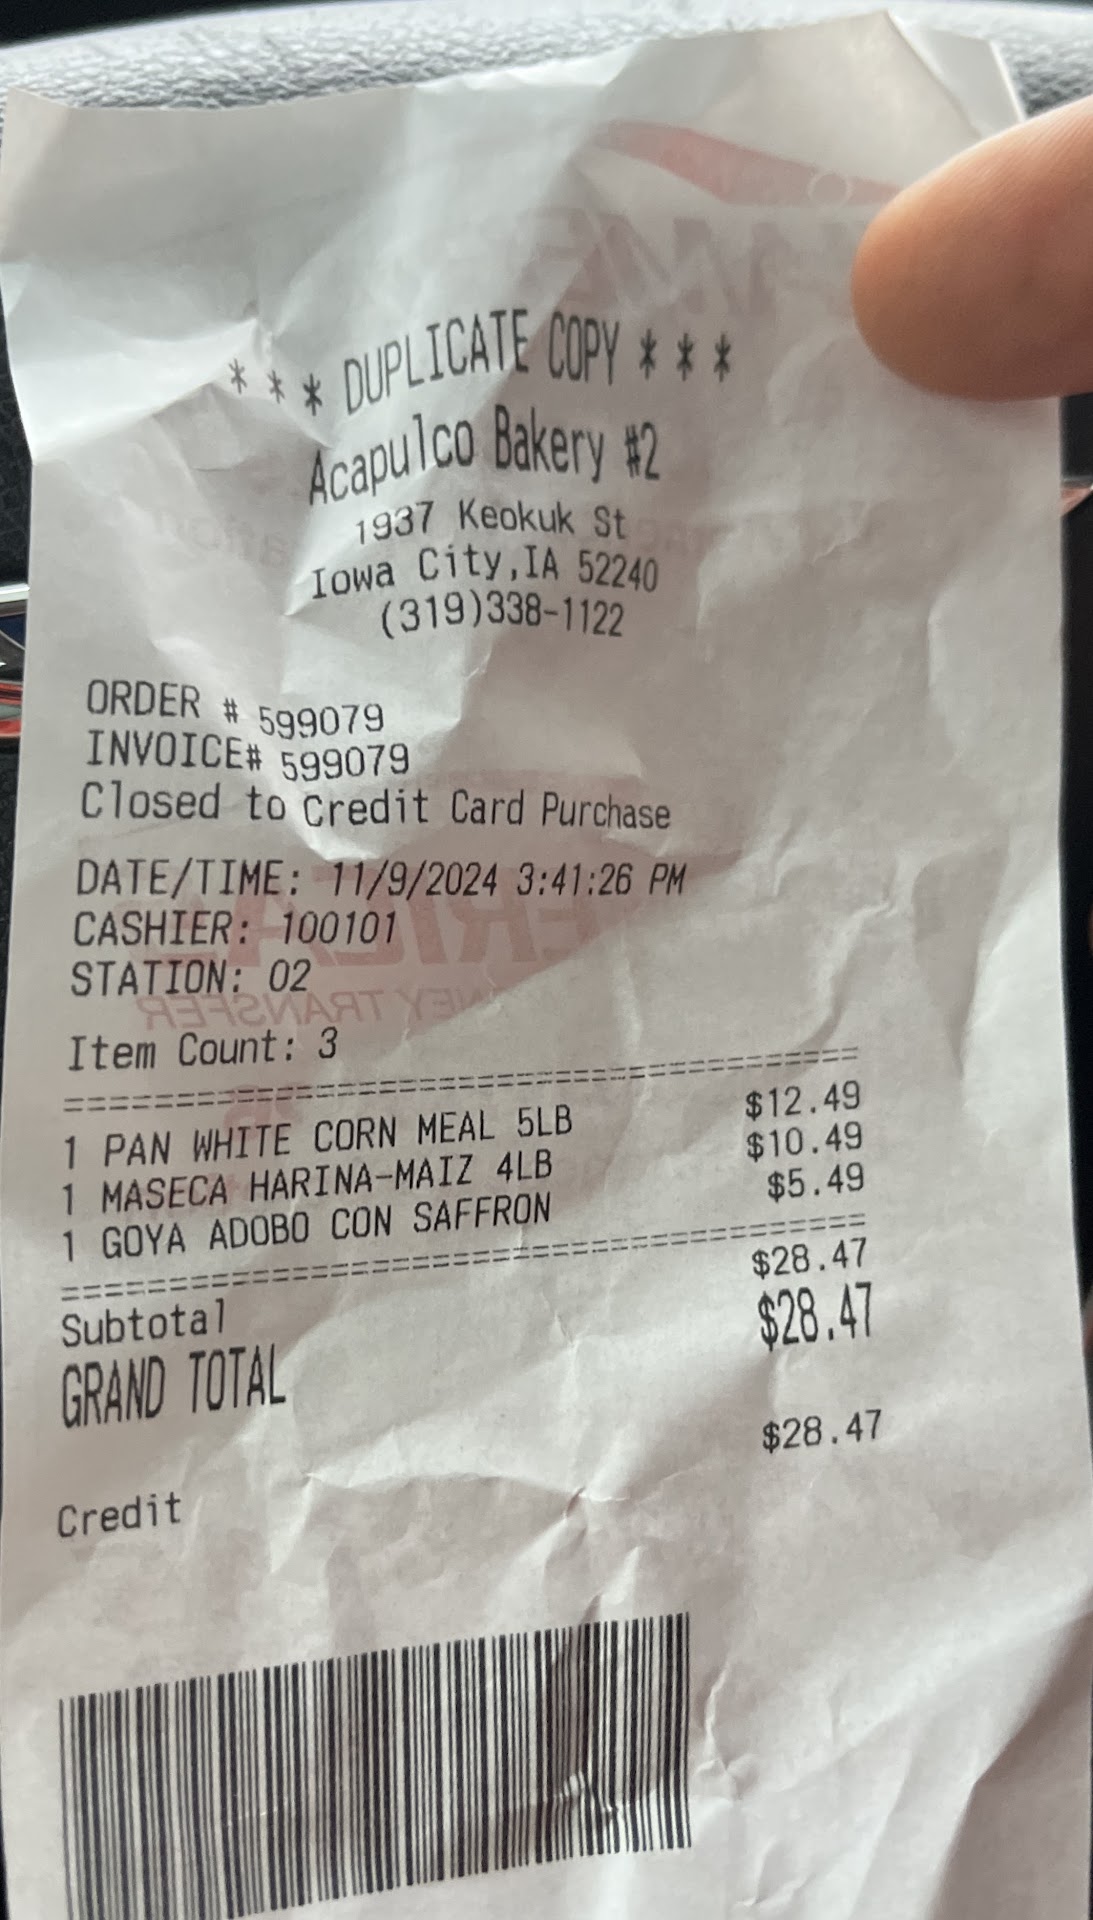 * * * DUPLICATE COPY * * *
Acapulco Bakery #2
1937 Keokuk St
Iowa City,IA 52240
(319)338-1122
ORDER # 599079
INVOICE# 599079
Closed to Credit Card Purchase
DATE/TIME: 11/9/2024 3:41:26 PM
CASHIER: 100101
STATION: 02
Item Count: 3
1 PAN WHITE CORN MEAL 5LB $12.49
1 MASECA HARINA-MAIZ 4LB $10.49
1 GOYA ADOBO CON SAFFRON $5.49
Subtotal $28.47
GRAND TOTAL $28.47
Credit $28.47